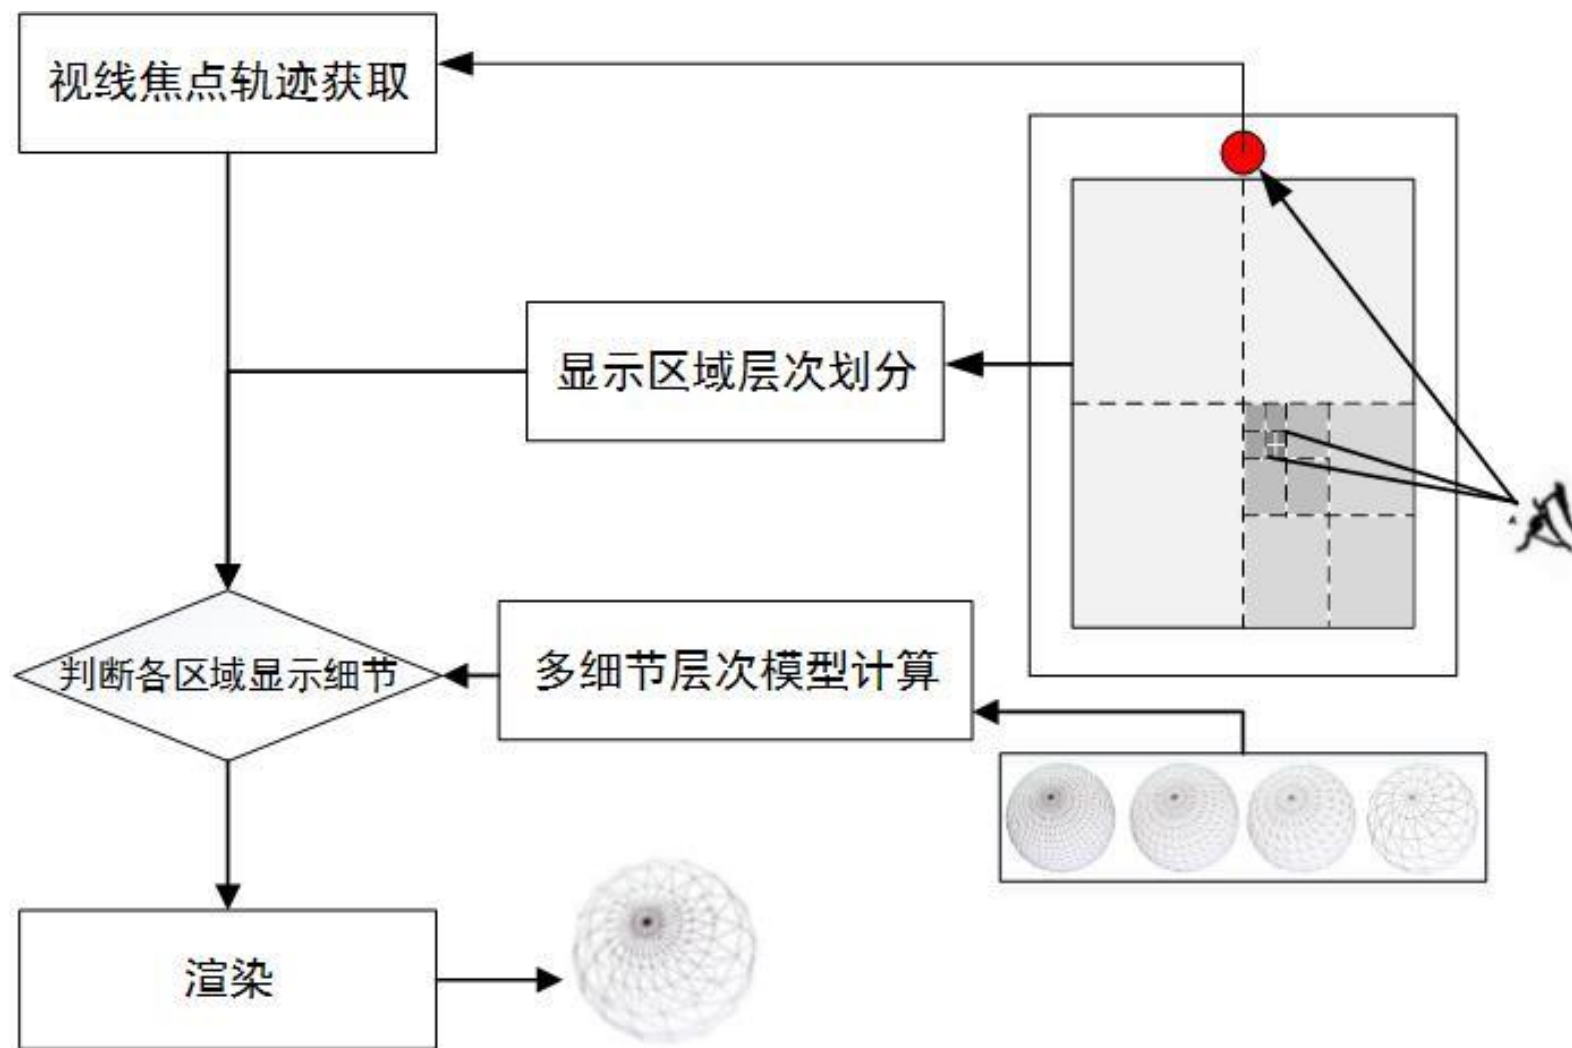 视线焦点轨迹获取
显示区域层次划分
判断各区域显示细节
多细节层次模型计算
渲染